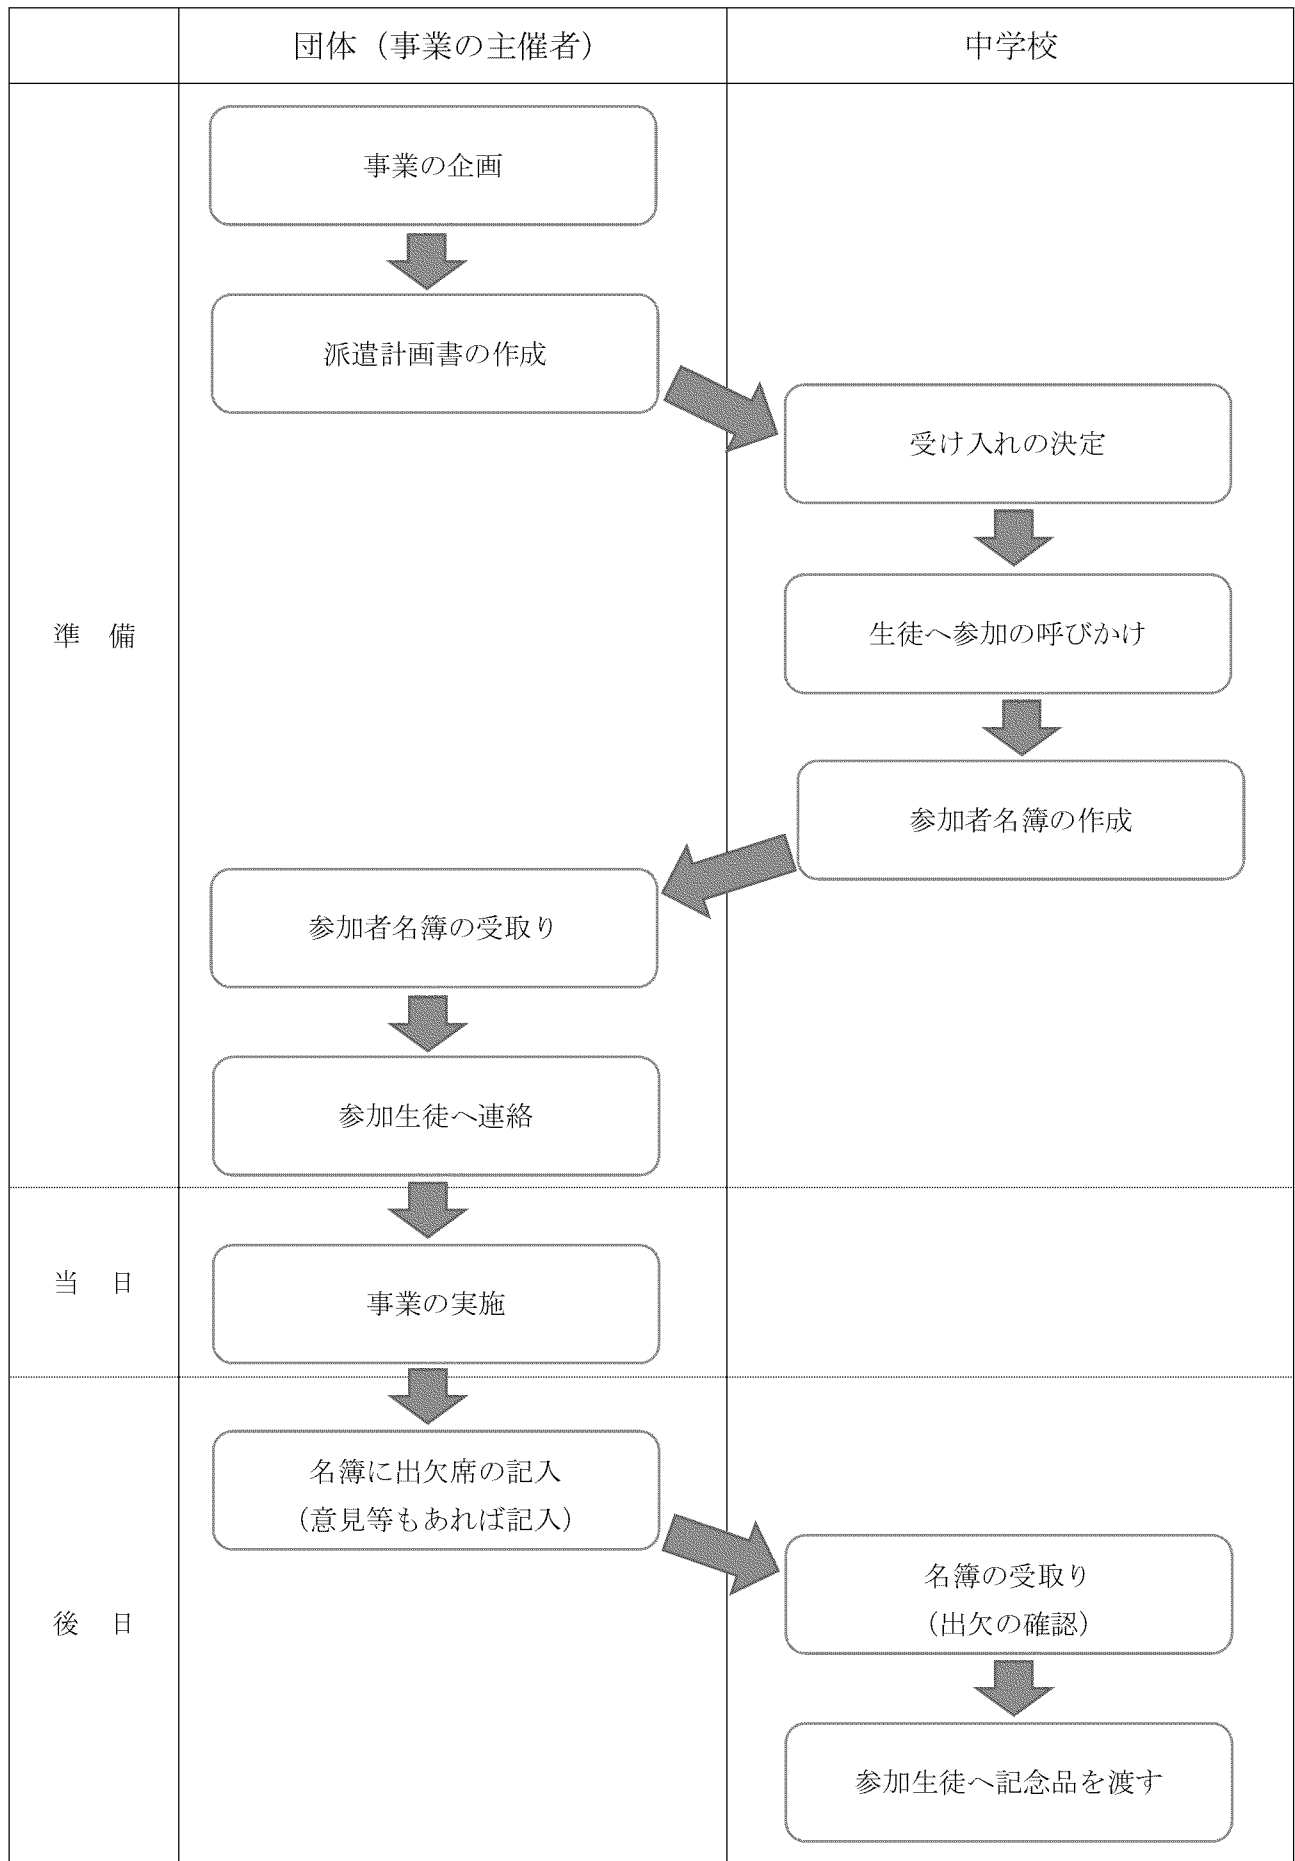 団体（事業の主催者）
中学校
準　備
事業の企画
派遣計画書の作成
受け入れの決定
生徒へ参加の呼びかけ
参加者名簿の作成
参加者名簿の受取り
参加生徒へ連絡
当　日
事業の実施
後　日
名簿に出欠席の記入
（意見等もあれば記入）
名簿の受取り
（出欠の確認）
参加生徒へ記念品を渡す